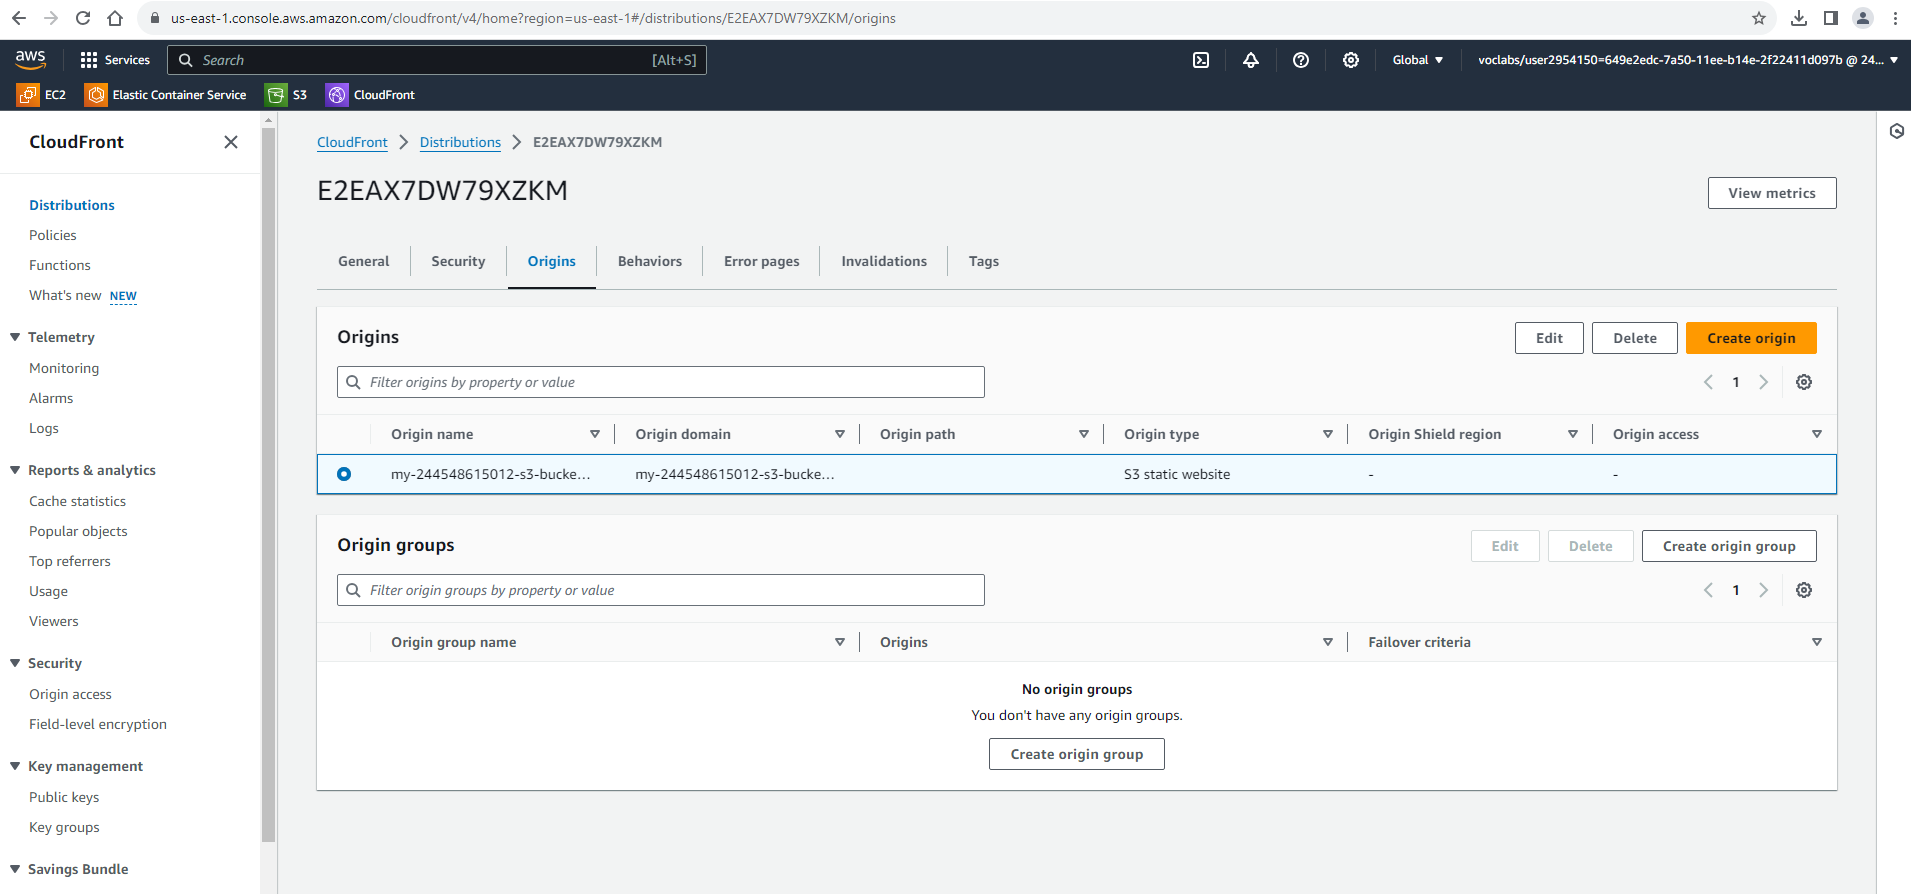 us-east-1.console.aws.amazon.com/cloudfront/v4/home?region=us-east-1#/distributions/E2EAX7DW79XZKM/origins
aws Services Search [Alt+S] Global voclabs/user2954150=649e2edc-7a50-11ee-b14e-2f22411d097b @ 24...
EC2 Elastic Container Service S3 CloudFront
CloudFront
Distributions
Policies
Functions
What's new NEW
Telemetry
Monitoring
Alarms
Logs
Reports & analytics
Cache statistics
Popular objects
Top referrers
Usage
Viewers
Security
Origin access
Field-level encryption
Key management
Public keys
Key groups
Savings Bundle
CloudFront Distributions E2EAX7DW79XZKM
E2EAX7DW79XZKM
View metrics
General Security Origins Behaviors Error pages Invalidations Tags
Origins
Edit Delete Create origin
Filter origins by property or value
1
Origin name Origin domain Origin path Origin type Origin Shield region Origin access
my-244548615012-s3-bucke... my-244548615012-s3-bucke... S3 static website - -
Origin groups
Edit Delete Create origin group
Filter origin groups by property or value
1
Origin group name Origins Failover criteria
No origin groups
You don't have any origin groups.
Create origin group